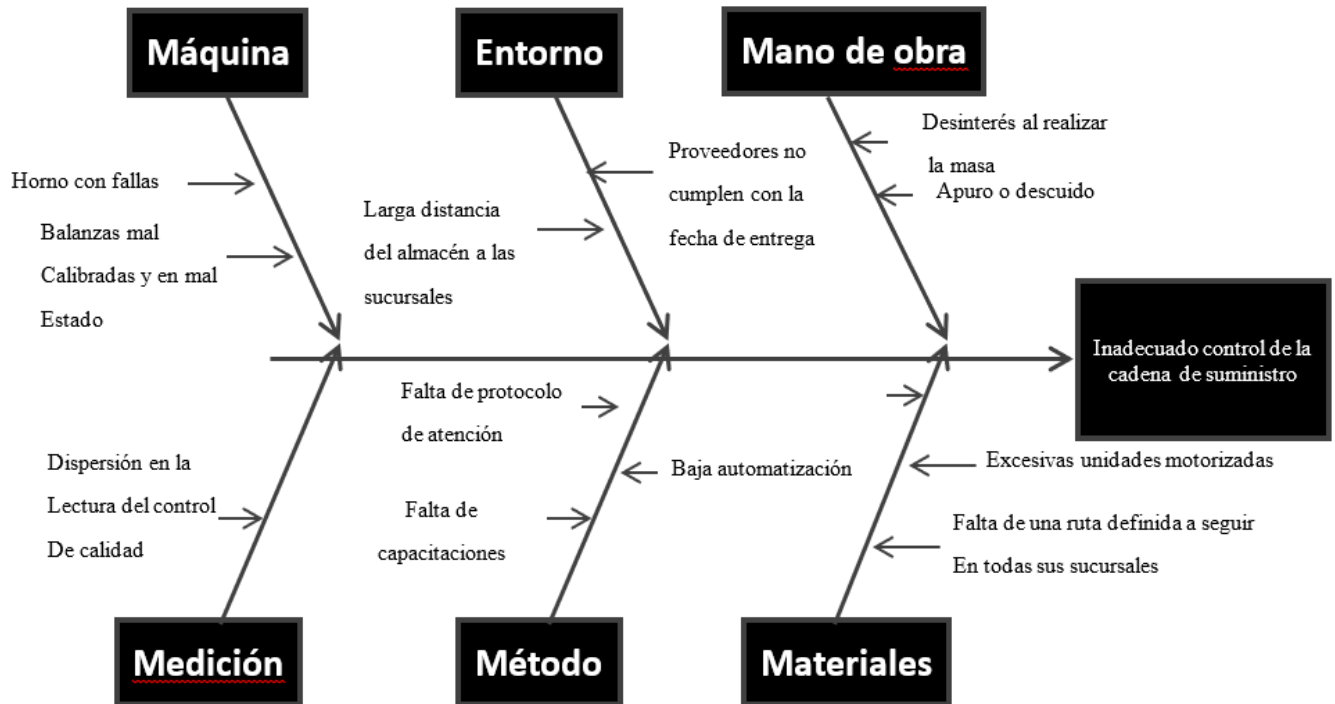 Máquina
Entorno
Mano de obra
Horno con fallas
Balanzas mal
Calibradas y en mal
Estado
Larga distancia
del almacén a las
sucursales
Proveedores no
cumplen con la
fecha de entrega
Desinterés al realizar
la masa
Apuro o descuido
Inadecuado control de la
cadena de suministro
Dispersión en la
Lectura del control
De calidad
Falta de protocolo
de atención
Baja automatización
Falta de
capacitaciones
Excesivas unidades motorizadas
Falta de una ruta definida a seguir
En todas sus sucursales
Medición
Método
Materiales